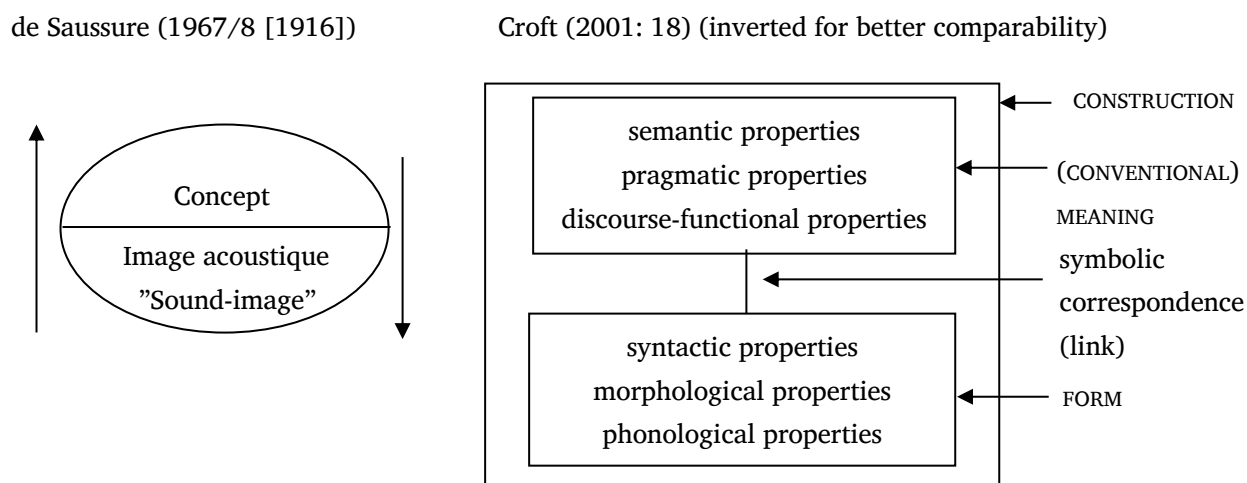 de Saussure (1967/8 [1916])
Croft (2001: 18) (inverted for better comparability)
Concept
Image acoustique
”Sound-image”
semantic properties
pragmatic properties
discourse-functional properties
syntactic properties
morphological properties
phonological properties
CONSTRUCTION
(CONVENTIONAL)
MEANING
symbolic
correspondence
(link)
FORM